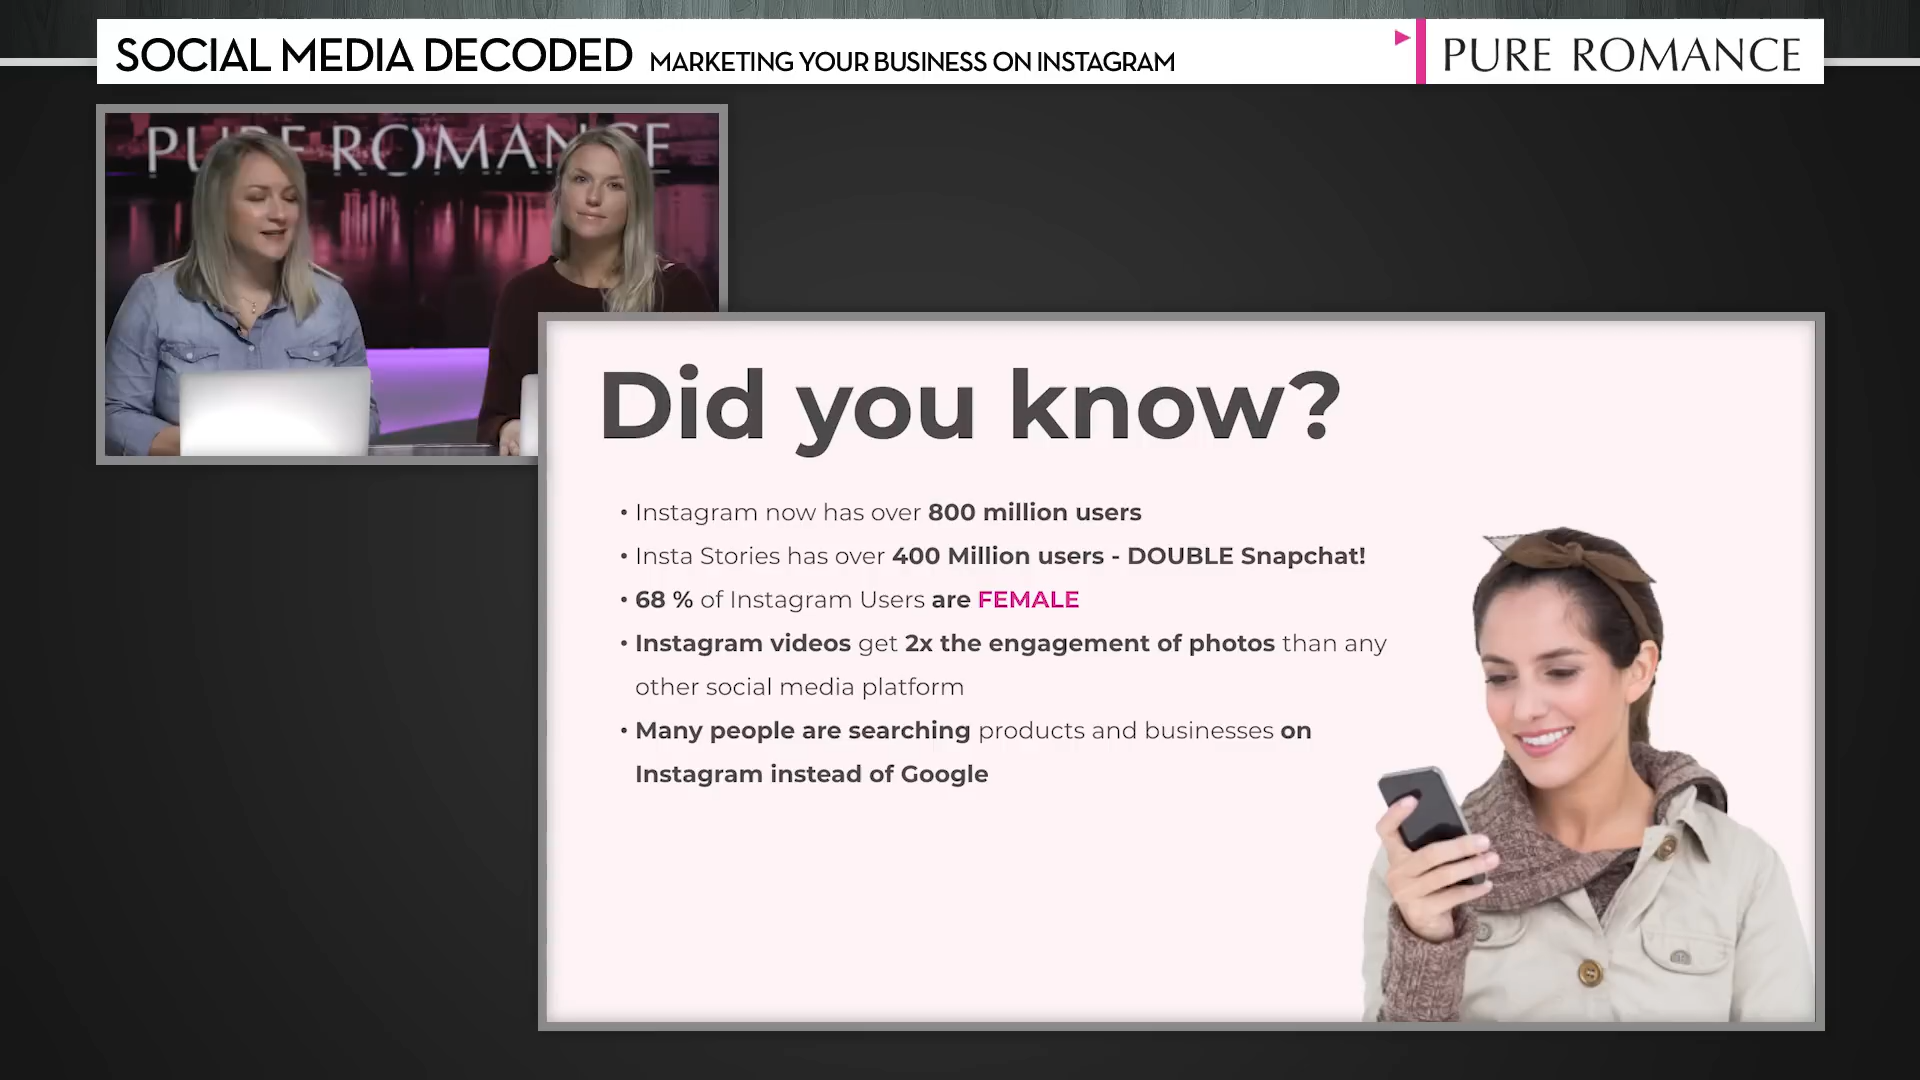 SOCIAL MEDIA DECODED MARKETING YOUR BUSINESS ON INSTAGRAM
PURE ROMANCE
PURE ROMANCE
Did you know?
• Instagram now has over 800 million users
• Insta Stories has over 400 Million users - DOUBLE Snapchat!
• 68 % of Instagram Users are FEMALE
• Instagram videos get 2x the engagement of photos than any
other social media platform
• Many people are searching products and businesses on
Instagram instead of Google